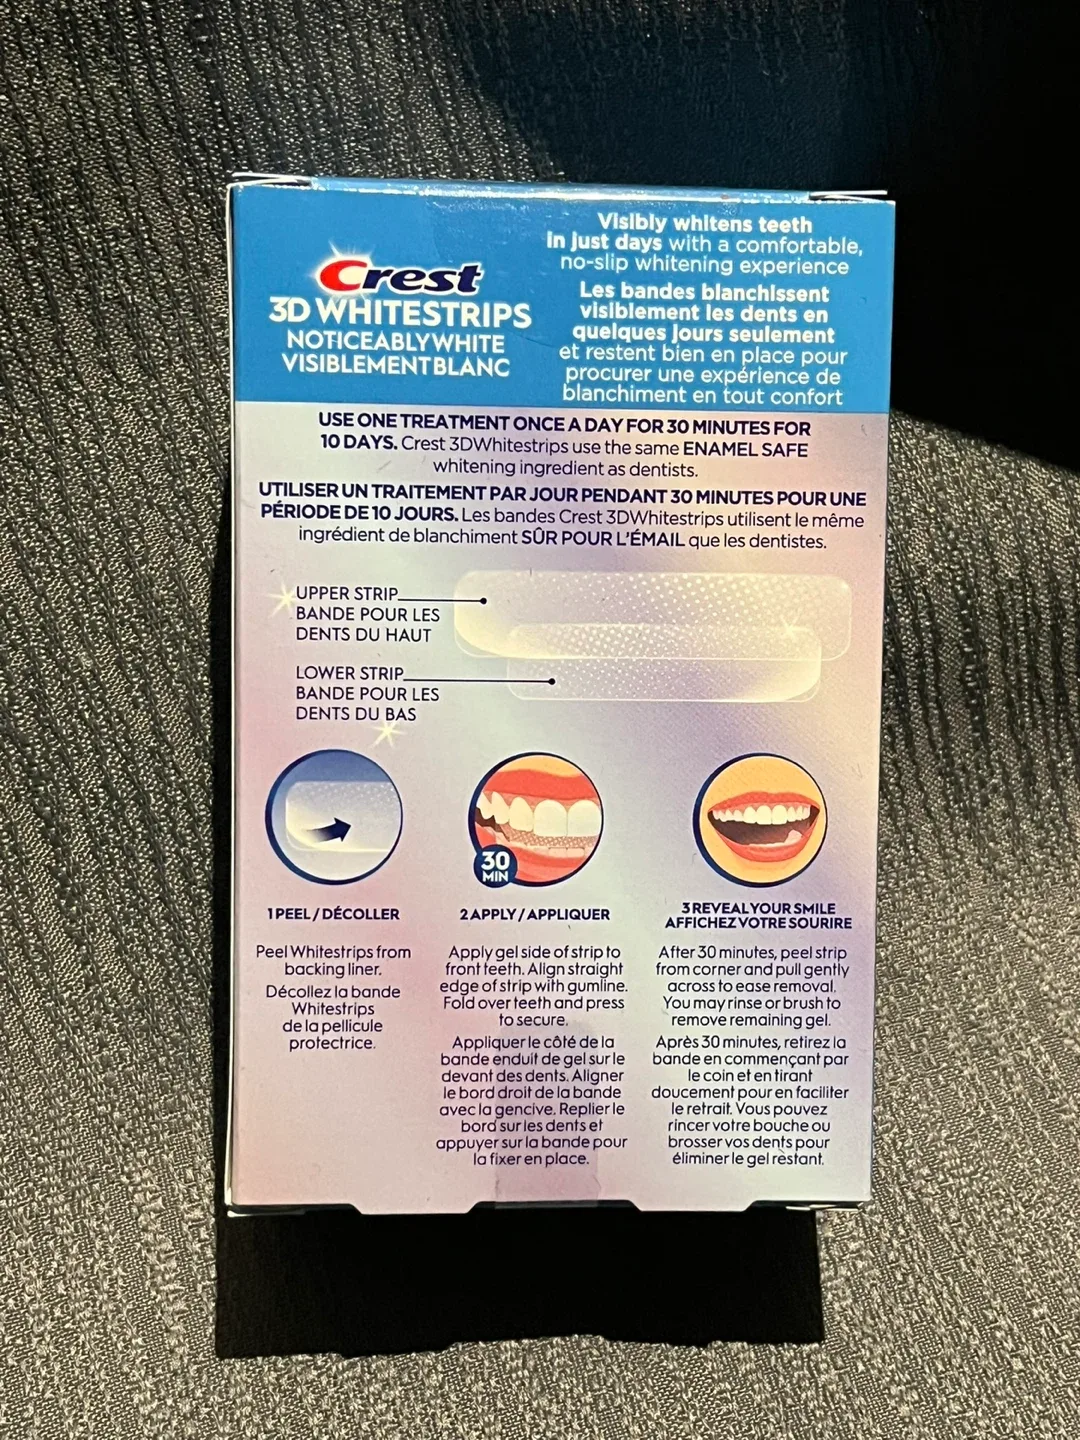 Crest
3D WHITESTRIPS
NOTICEABLY WHITE
VISIBLEMENT BLANC
Visibly whitens teeth
in just days with a comfortable,
no-slip whitening experience
Les bandes blanchissent
visiblement les dents en
quelques jours seulement
et restent bien en place pour
procurer une expérience de
blanchiment en tout confort
USE ONE TREATMENT ONCE A DAY FOR 30 MINUTES FOR
10 DAYS. Crest 3DWhitestrips use the same ENAMEL SAFE
whitening ingredient as dentists.
UTILISER UN TRAITEMENT PAR JOUR PENDANT 30 MINUTES POUR UNE
PÉRIODE DE 10 JOURS. Les bandes Crest 3DWhitestrips utilisent le même
ingrédient de blanchiment SÛR POUR L'ÉMAIL que les dentistes.
UPPER STRIP
BANDE POUR LES
DENTS DU HAUT
LOWER STRIP
BANDE POUR LES
DENTS DU BAS
30
MIN
1 PEEL / DÉCOLLER
Peel Whitestrips from
backing liner.
Décollez la bande
Whitestrips
de la pellicule
protectrice.
2 APPLY / APPLIQUER
Apply gel side of strip to
front teeth. Align straight
edge of strip with gumline.
Fold over teeth and press
to secure.
Appliquer le côté de la
bande enduit de gel sur le
devant des dents. Aligner
le bord droit de la bande
avec la gencive. Replier le
bord sur les dents et
appuyer sur la bande pour
la fixer en place.
3 REVEAL YOUR SMILE
AFFICHEZ VOTRE SOURIRE
After 30 minutes, peel strip
from corner and pull gently
across to ease removal.
You may rinse or brush to
remove remaining gel.
Après 30 minutes, retirez la
bande en commençant par
le coin et en tirant
doucement pour en faciliter
le retrait. Vous pouvez
rincer votre bouche ou
brosser vos dents pour
éliminer le gel restant.